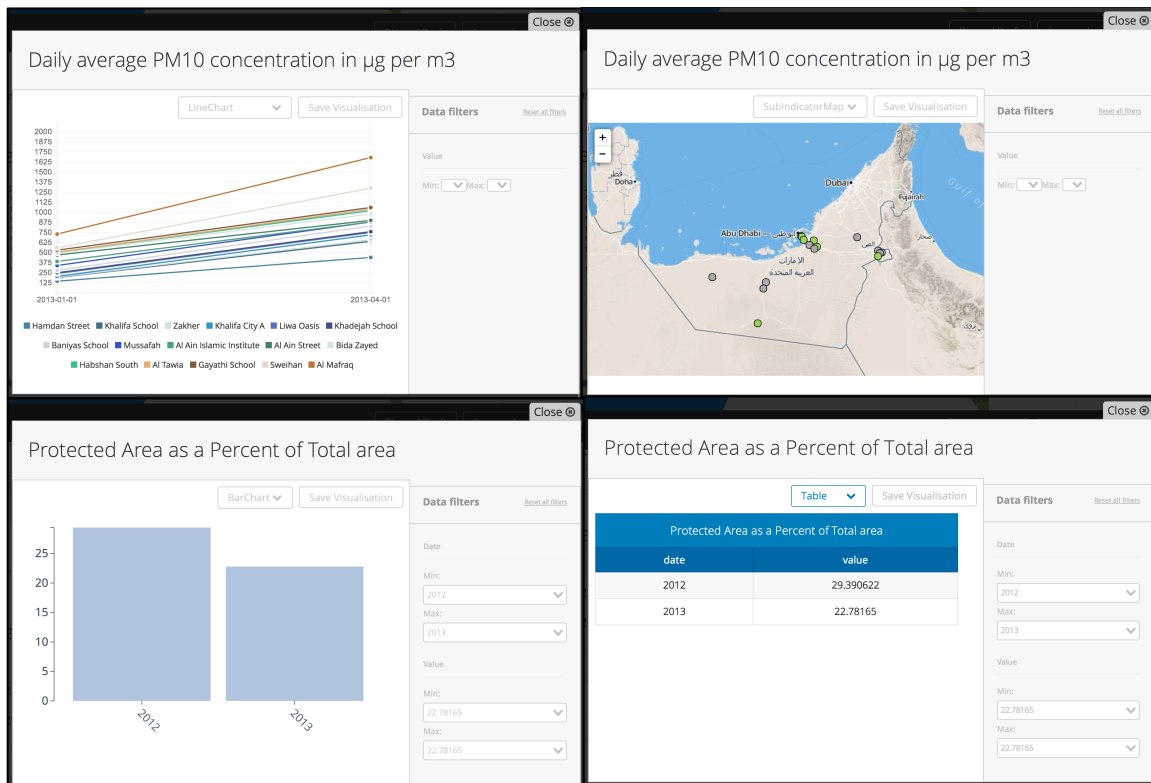 Close ⊗
Daily average PM10 concentration in µg per m3
LineChart
Save Visualisation
Data filters
Reset all filters
Value
Min:
Max:
2000
1875
1750
1625
1500
1375
1250
1125
1000
875
750
625
500
375
250
125
2013-01-01
2013-04-01
Hamdan Street Khalifa School Zakher Khalifa City A Liwa Oasis Khadejah School
Baniyas School Mussafah Al Ain Islamic Institute Al Ain Street Bida Zayed
Habshan South Al Tawia Gayathi School Sweihan Al Mafraq
Close ⊗
Daily average PM10 concentration in µg per m3
SubIndicatorMap
Save Visualisation
Data filters
Reset all filters
Value
Min:
Max:
+
−
قطر
Doha
Dubai
Fujairah
Gulf of
Abu Dhabi – أبوظبي
العين
صحار
الإمارات
العربية المتحدة
Close ⊗
Protected Area as a Percent of Total area
BarChart
Save Visualisation
Data filters
Reset all filters
Date
Min:
2012
Max:
2013
Value
Min:
22.78165
Max:
22.78165
25
20
15
10
5
0
2012
2013
Close ⊗
Protected Area as a Percent of Total area
Table
Save Visualisation
Data filters
Reset all filters
Protected Area as a Percent of Total area
date value
2012 29.390622
2013 22.78165
Date
Min:
2012
Max:
2013
Value
Min:
22.78165
Max:
22.78165